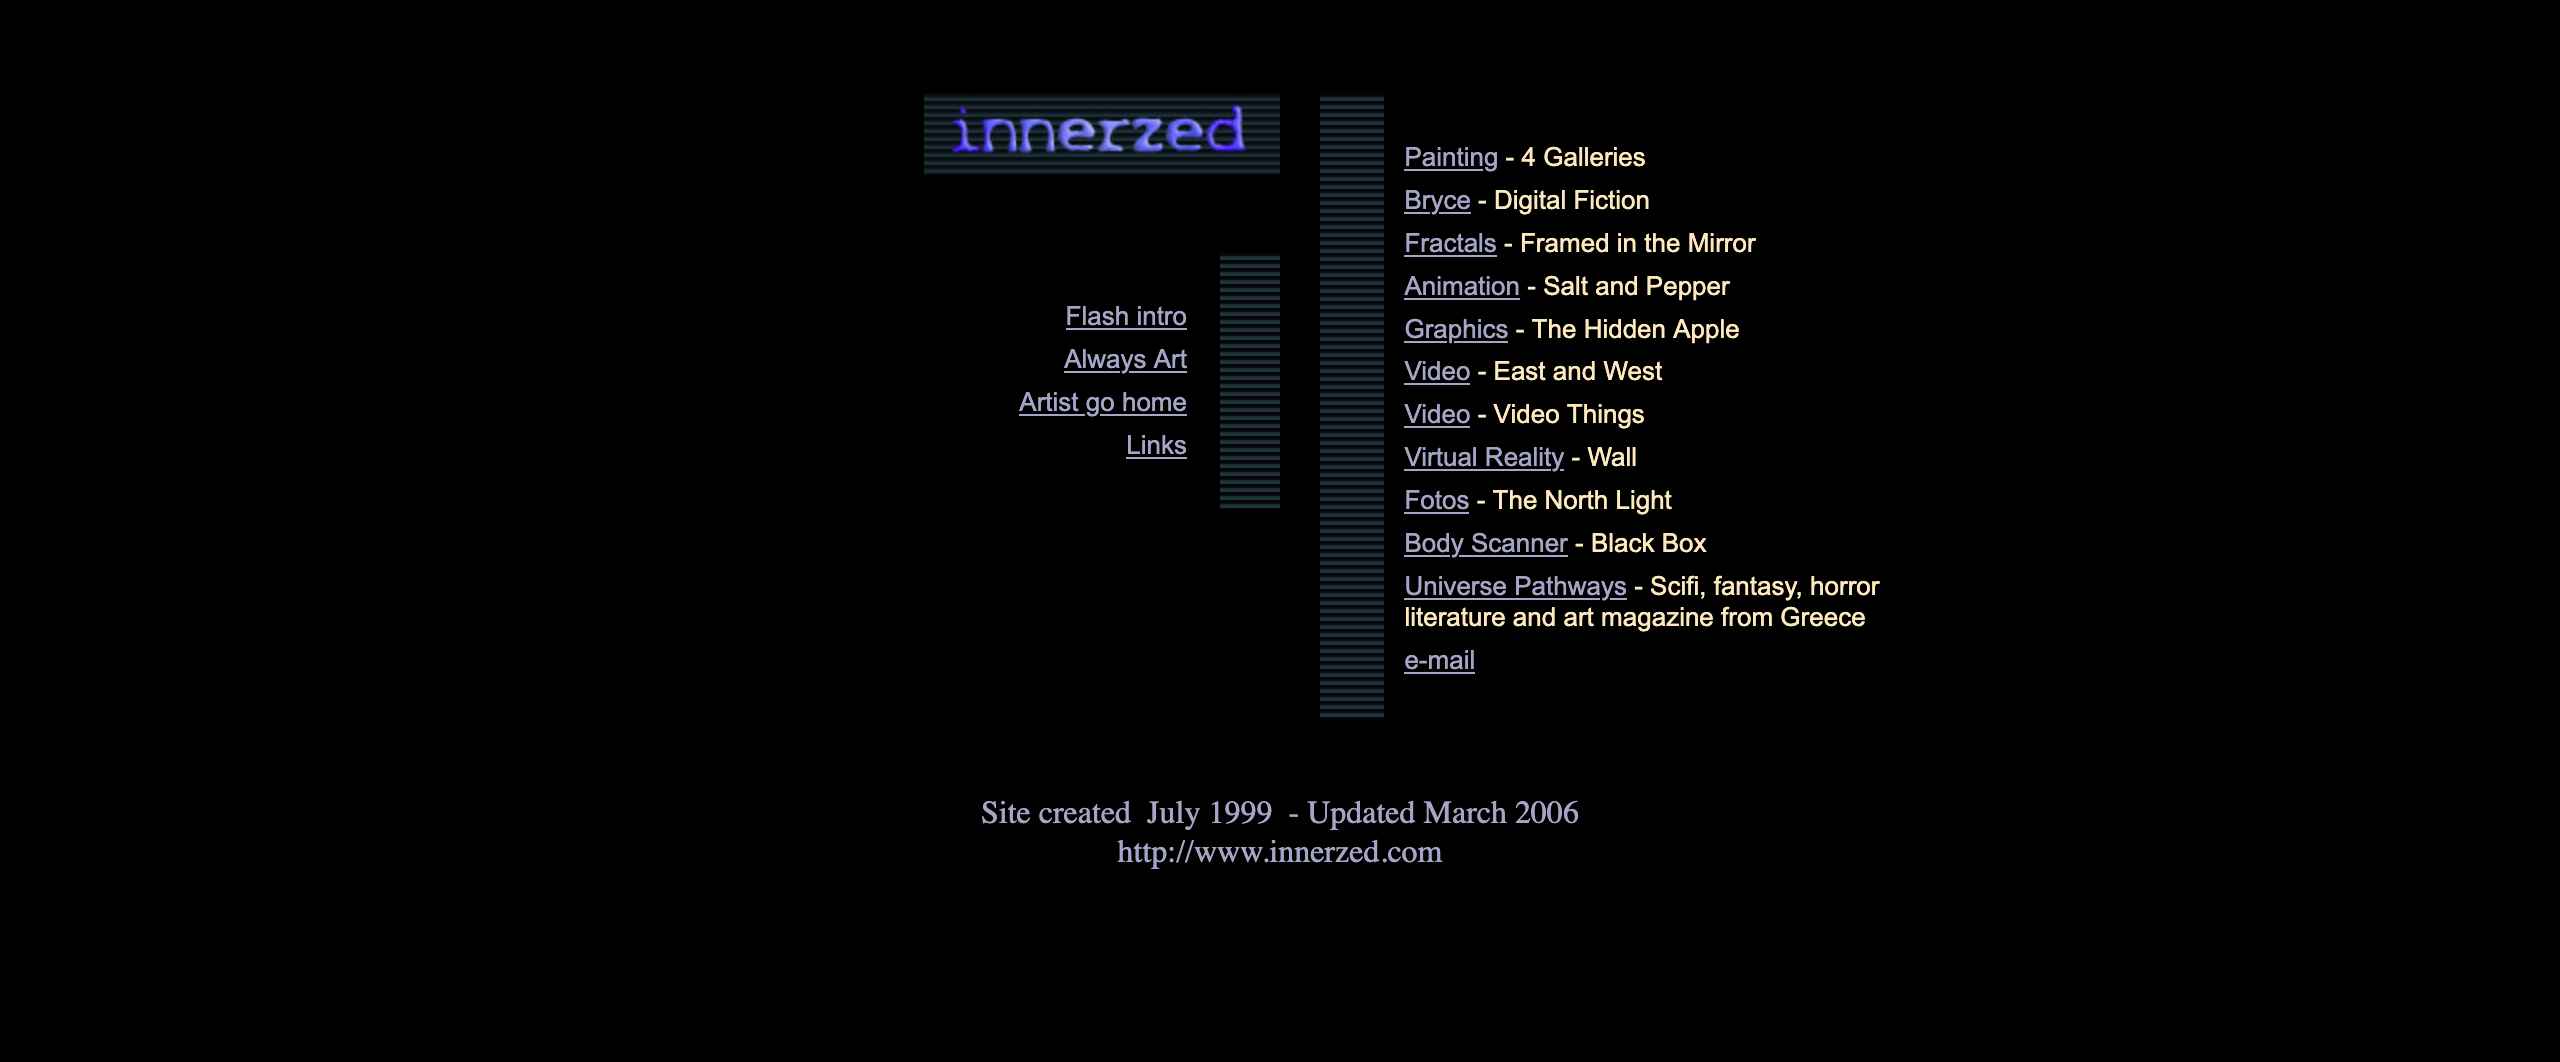 innerzed
Flash intro
Always Art
Artist go home
Links
Painting - 4 Galleries
Bryce - Digital Fiction
Fractals - Framed in the Mirror
Animation - Salt and Pepper
Graphics - The Hidden Apple
Video - East and West
Video - Video Things
Virtual Reality - Wall
Fotos - The North Light
Body Scanner - Black Box
Universe Pathways - Scifi, fantasy, horror
literature and art magazine from Greece
e-mail
Site created  July 1999  - Updated March 2006
http://www.innerzed.com